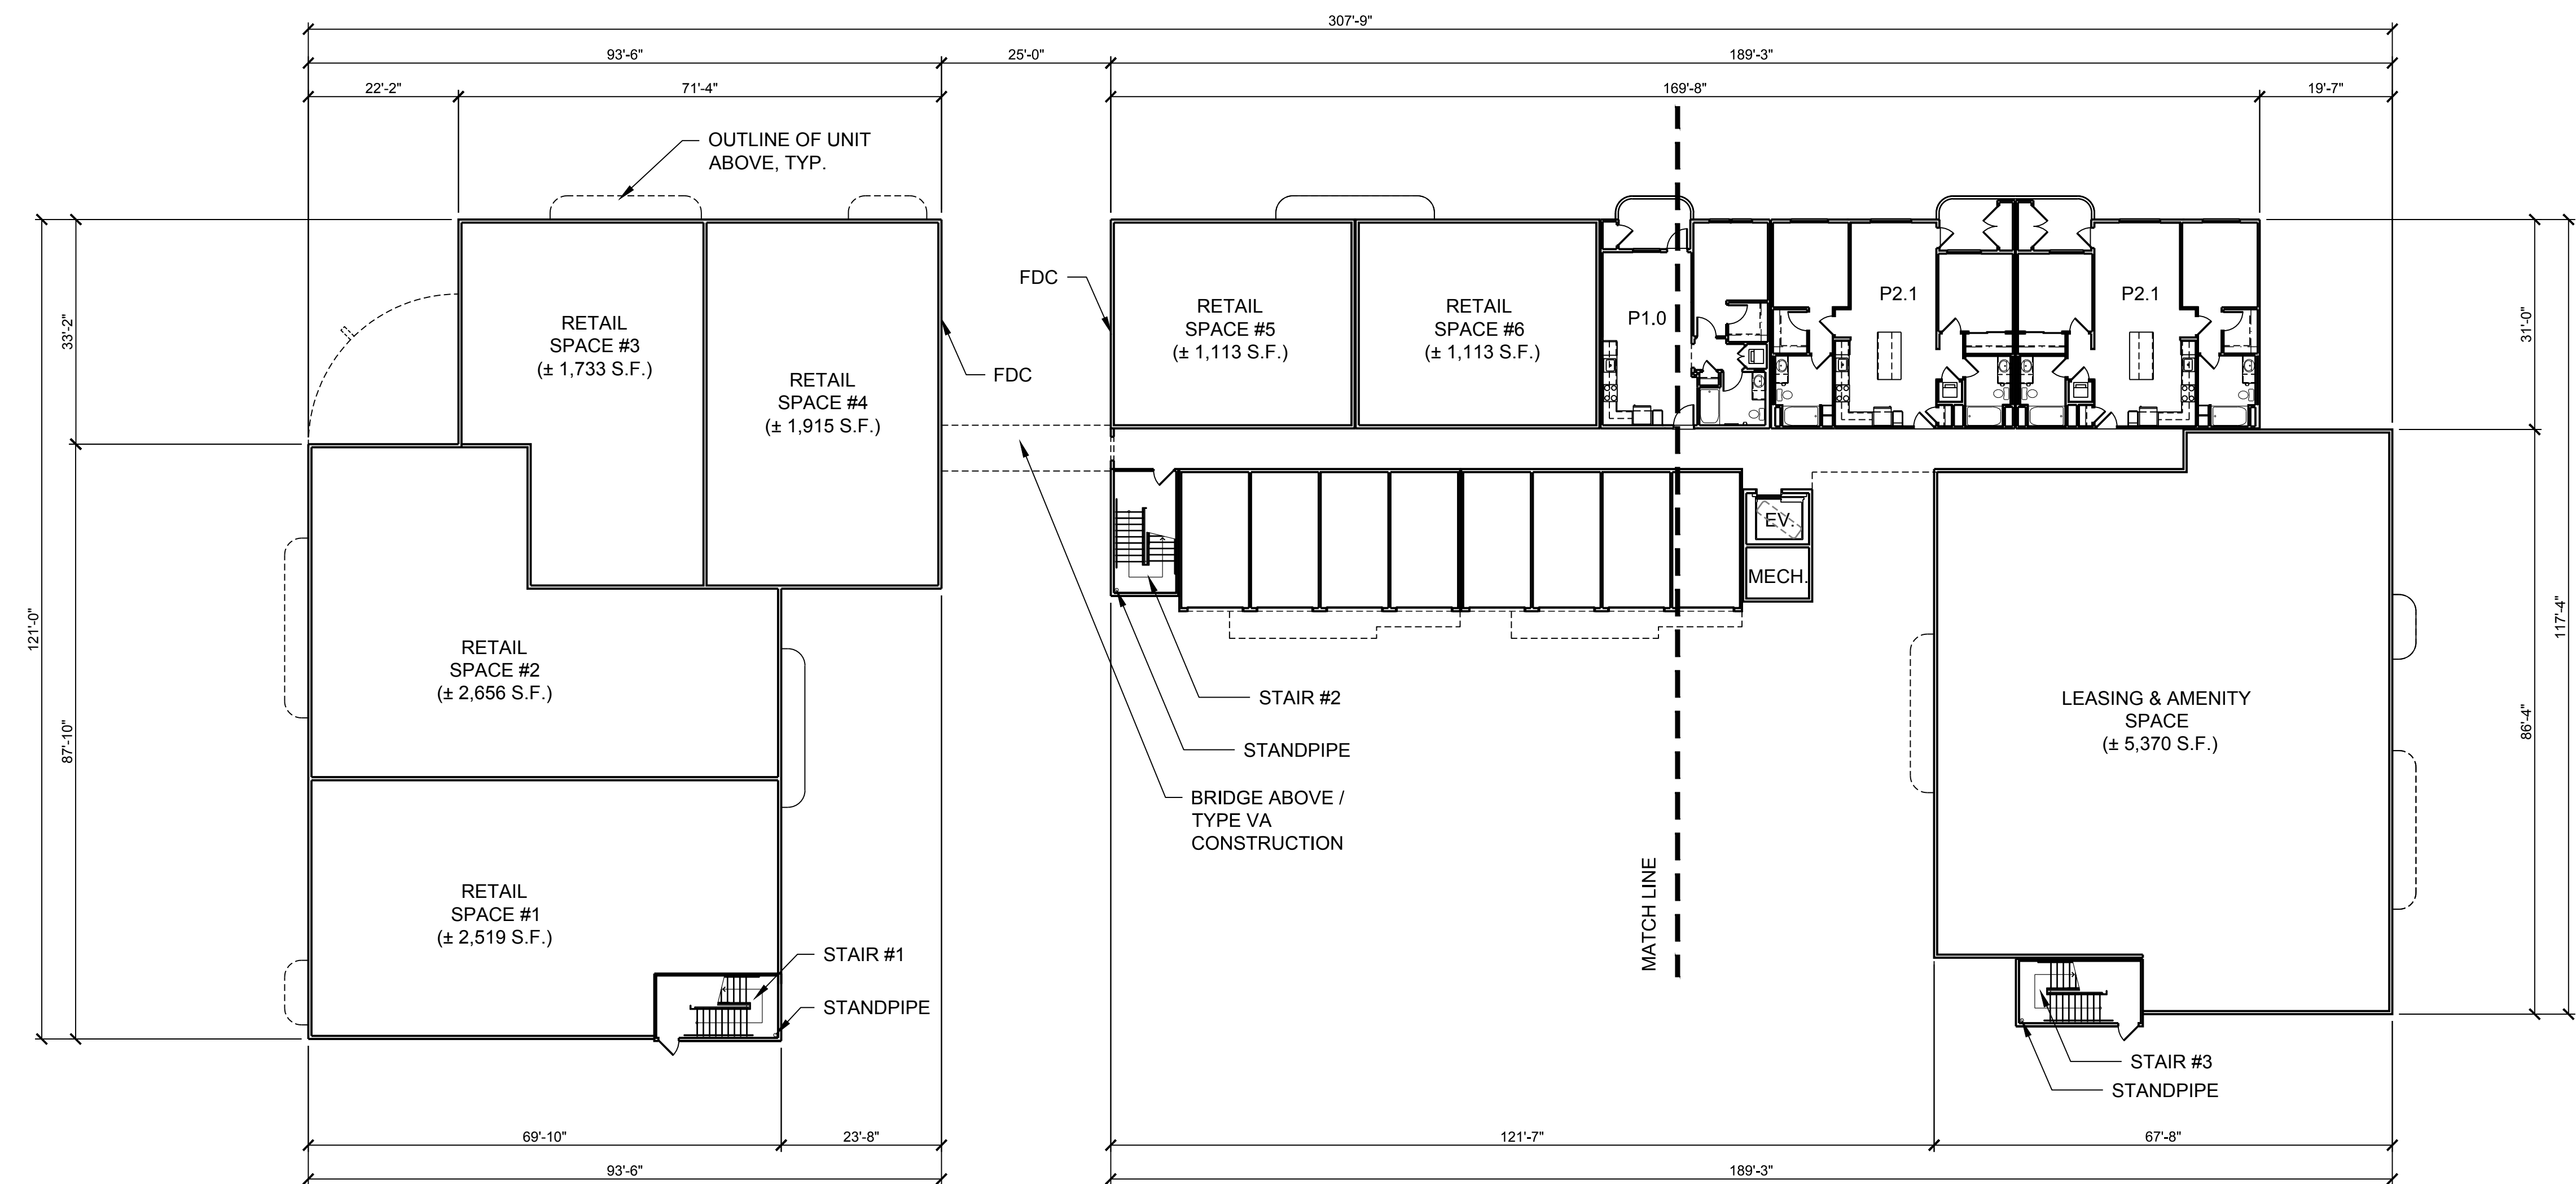 307'-9"
93'-6"
25'-0"
189'-3"
22'-2"
71'-4"
169'-8"
19'-7"
OUTLINE OF UNIT
ABOVE, TYP.
FDC
FDC
RETAIL
SPACE #3
(± 1,733 S.F.)
RETAIL
SPACE #4
(± 1,915 S.F.)
RETAIL
SPACE #5
(± 1,113 S.F.)
RETAIL
SPACE #6
(± 1,113 S.F.)
P1.0
P2.1
P2.1
33'-2"
31'-0"
121'-0"
117'-4"
87'-10"
86'-4"
EV.
MECH.
RETAIL
SPACE #2
(± 2,656 S.F.)
STAIR #2
STANDPIPE
BRIDGE ABOVE /
TYPE VA
CONSTRUCTION
MATCH LINE
LEASING & AMENITY
SPACE
(± 5,370 S.F.)
RETAIL
SPACE #1
(± 2,519 S.F.)
STAIR #1
STANDPIPE
STAIR #3
STANDPIPE
69'-10"
23'-8"
121'-7"
67'-8"
93'-6"
189'-3"